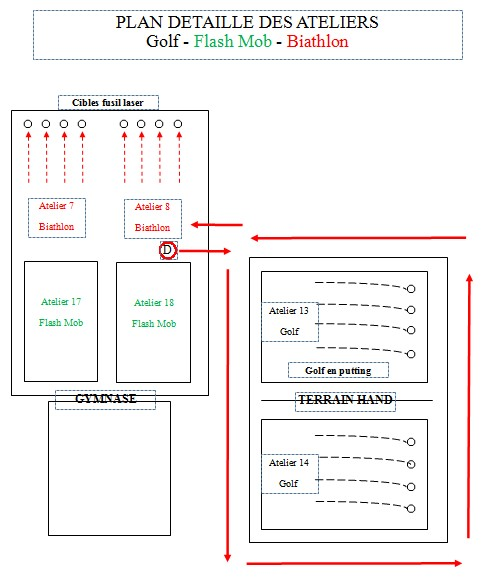 PLAN DETAILLE DES ATELIERS
Golf - Flash Mob - Biathlon
Cibles fusil laser
Atelier 7
Biathlon
Atelier 8
Biathlon
D
Atelier 17
Flash Mob
Atelier 18
Flash Mob
GYMNASE
Atelier 13
Golf
Golf en putting
TERRAIN HAND
Atelier 14
Golf